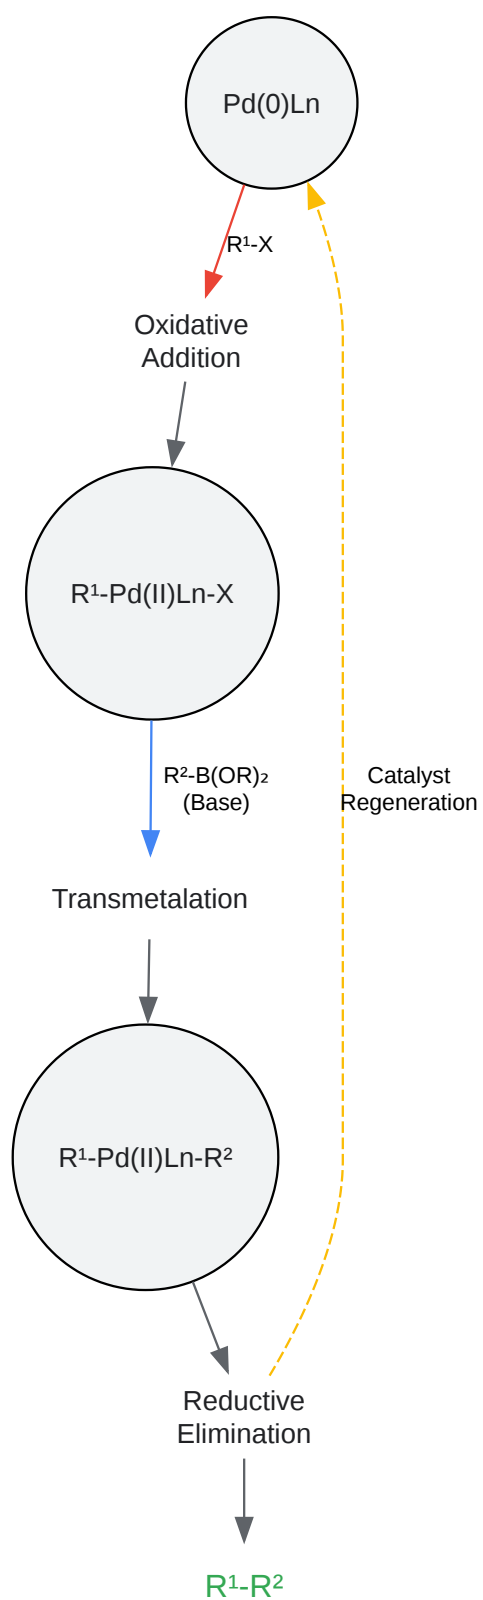 Pd(0)Ln
R¹-X
Oxidative
Addition
R¹-Pd(II)Ln-X
R²-B(OR)₂
(Base)
Catalyst
Regeneration
Transmetalation
R¹-Pd(II)Ln-R²
Reductive
Elimination
R¹-R²